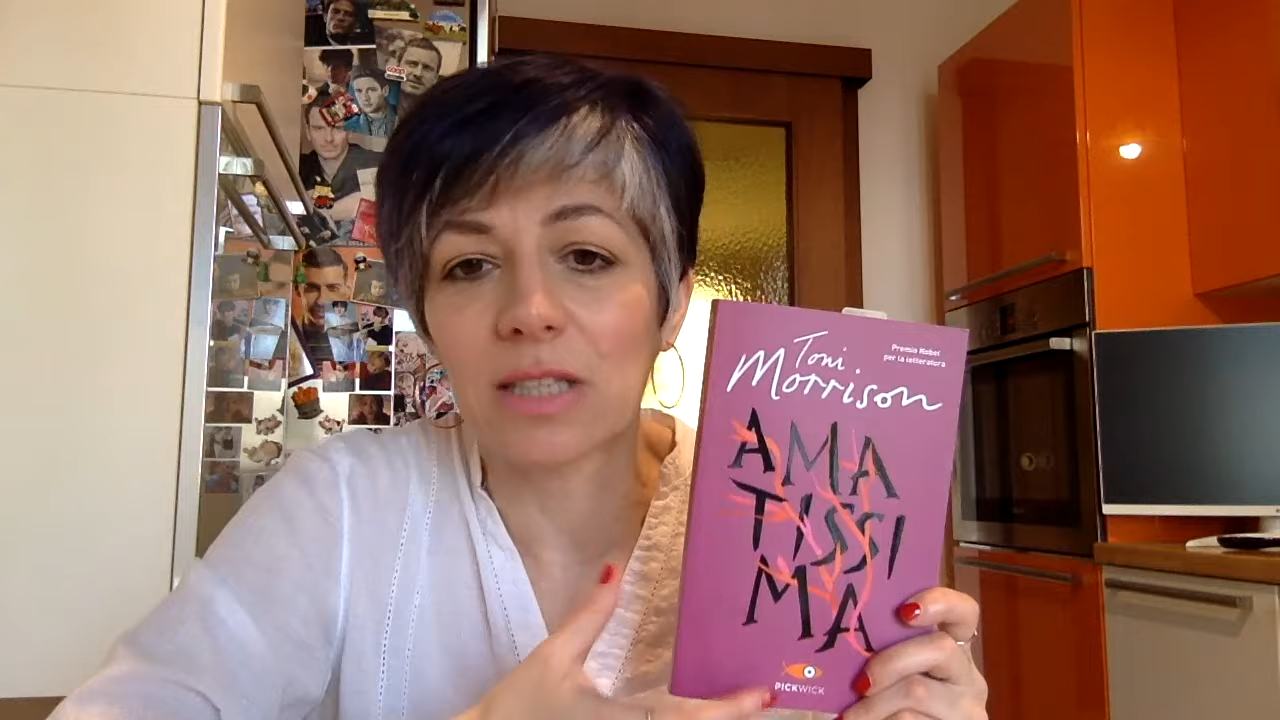 Toni
Morrison
Premio Nobel
per la letteratura
AMA
TISSI
MA
PICKWICK